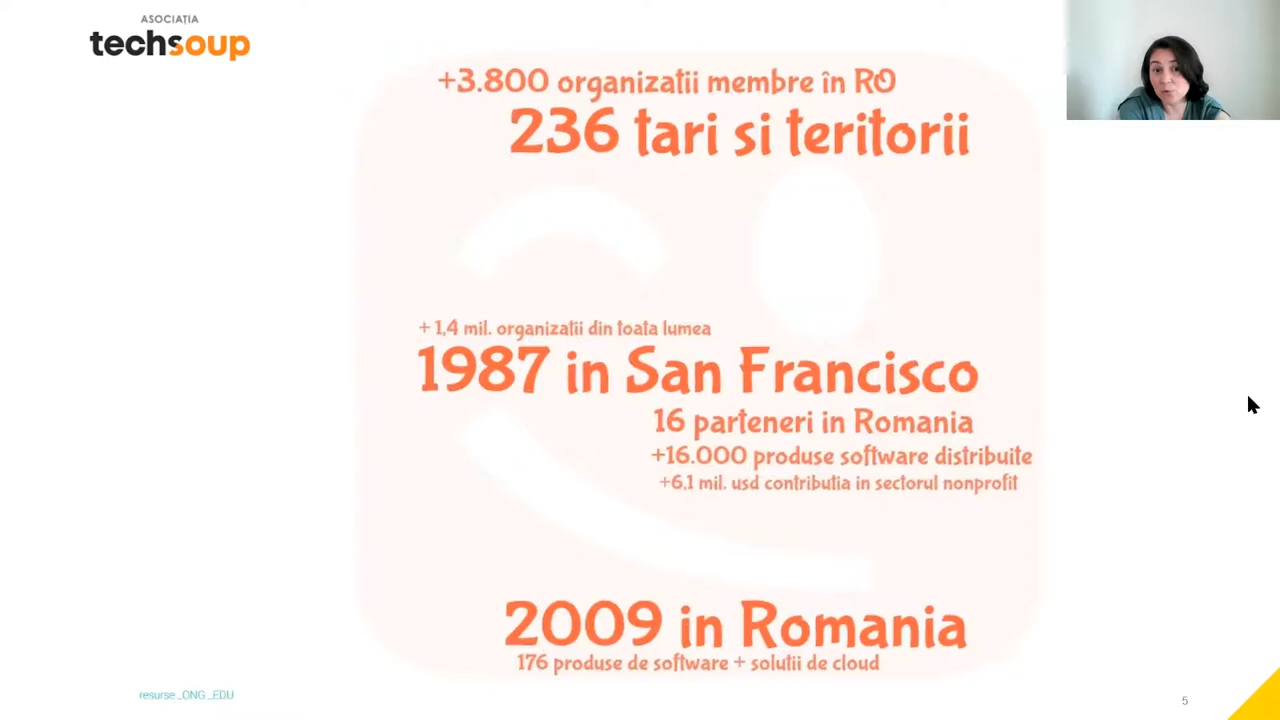 ASOCIAȚIA
techsoup
+3.800 organizatii membre în RO
236 tari si teritorii
+ 1,4 mil. organizatii din toata lumea
1987 in San Francisco
16 parteneri in Romania
+16.000 produse software distribuite
+6,1 mil. usd contributia in sectorul nonprofit
2009 in Romania
176 produse de software + solutii de cloud
resurse_ONG_EDU
5